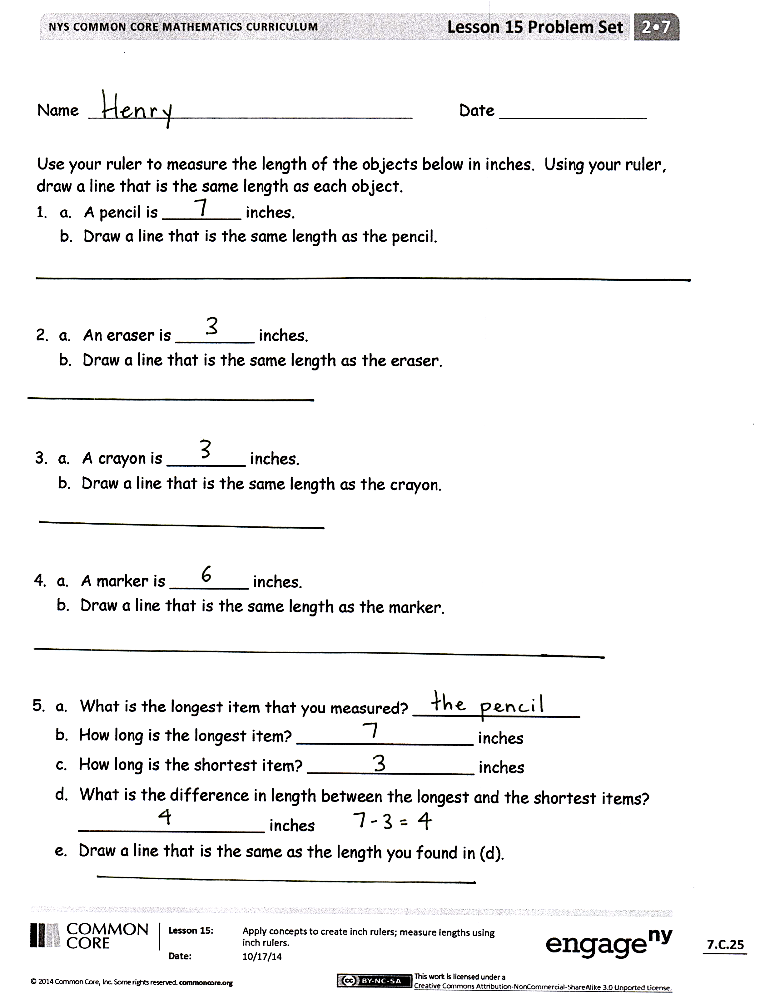 NYS COMMON CORE MATHEMATICS CURRICULUM Lesson 15 Problem Set 2•7
Name Henry Date
Use your ruler to measure the length of the objects below in inches. Using your ruler,
draw a line that is the same length as each object.
1. a. A pencil is 7 inches.
b. Draw a line that is the same length as the pencil.
2. a. An eraser is 3 inches.
b. Draw a line that is the same length as the eraser.
3. a. A crayon is 3 inches.
b. Draw a line that is the same length as the crayon.
4. a. A marker is 6 inches.
b. Draw a line that is the same length as the marker.
5. a. What is the longest item that you measured? the pencil
b. How long is the longest item? 7 inches
c. How long is the shortest item? 3 inches
d. What is the difference in length between the longest and the shortest items?
4 inches 7 - 3 = 4
e. Draw a line that is the same as the length you found in (d).
COMMON
CORE
Lesson 15: Apply concepts to create inch rulers; measure lengths using
inch rulers.
Date: 10/17/14
engage ny
7.C.25
© 2014 Common Core, Inc. Some rights reserved. commoncore.org
cc BY-NC-SA
This work is licensed under a
Creative Commons Attribution-NonCommercial-ShareAlike 3.0 Unported License.